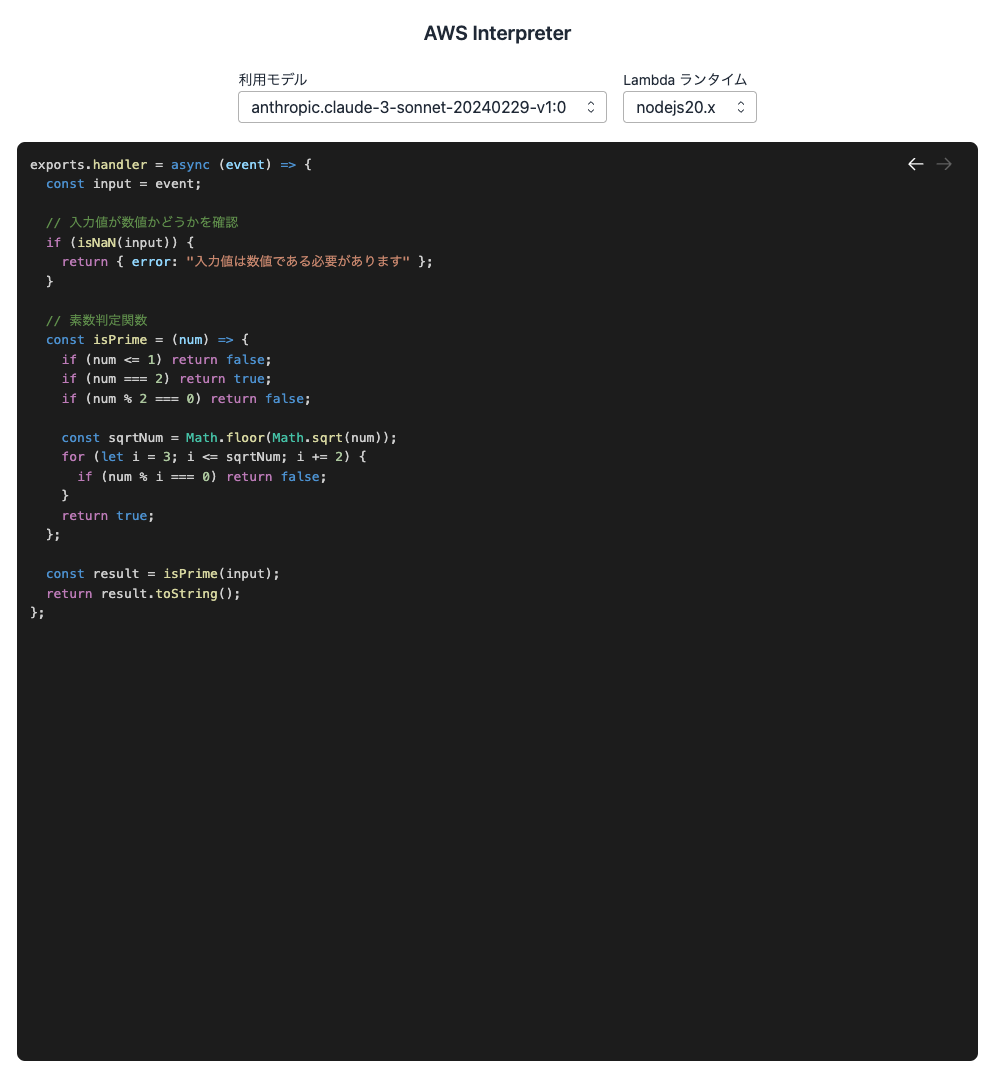 AWS Interpreter
利用モデル
Lambda ランタイム
anthropic.claude-3-sonnet-20240229-v1:0
nodejs20.x
exports.handler = async (event) => {
  const input = event;

  // 入力値が数値かどうかを確認
  if (isNaN(input)) {
    return { error: "入力値は数値である必要があります" };
  }

  // 素数判定関数
  const isPrime = (num) => {
    if (num <= 1) return false;
    if (num === 2) return true;
    if (num % 2 === 0) return false;

    const sqrtNum = Math.floor(Math.sqrt(num));
    for (let i = 3; i <= sqrtNum; i += 2) {
      if (num % i === 0) return false;
    }
    return true;
  };

  const result = isPrime(input);
  return result.toString();
};